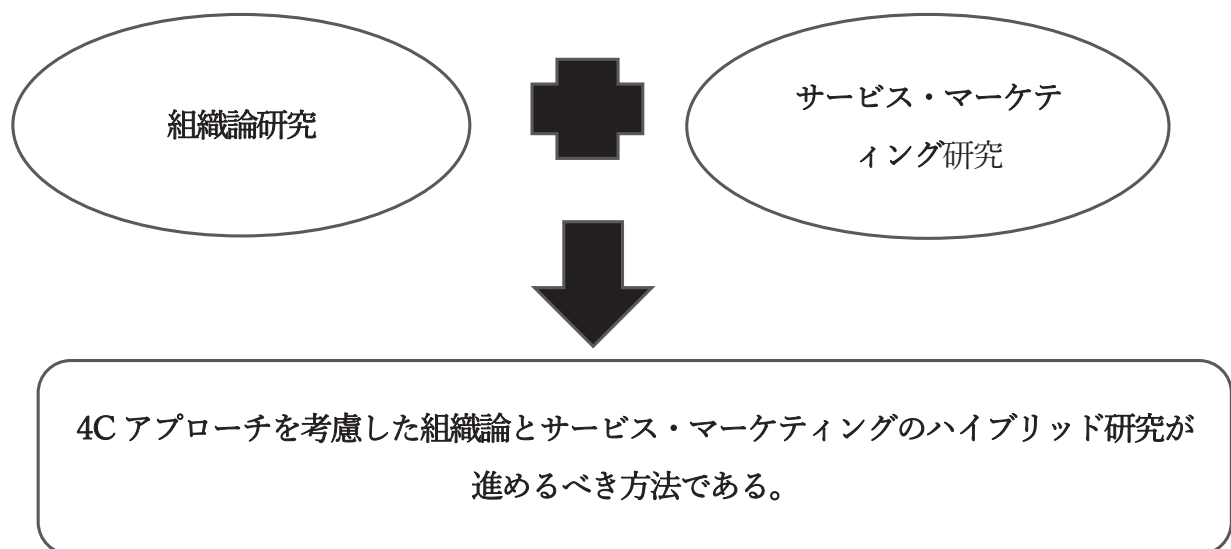 組織論研究
サービス・マーケテ
ィング研究
4C アプローチを考慮した組織論とサービス・マーケティングのハイブリッド研究が
進めるべき方法である。